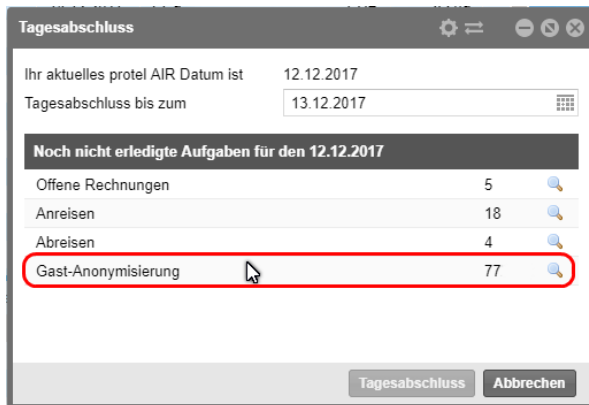 Tagesabschluss
Ihr aktuelles protel AIR Datum ist 12.12.2017
Tagesabschluss bis zum 13.12.2017
Noch nicht erledigte Aufgaben für den 12.12.2017
Offene Rechnungen 5
Anreisen 18
Abreisen 4
Gast-Anonymisierung 77
Tagesabschluss Abbrechen